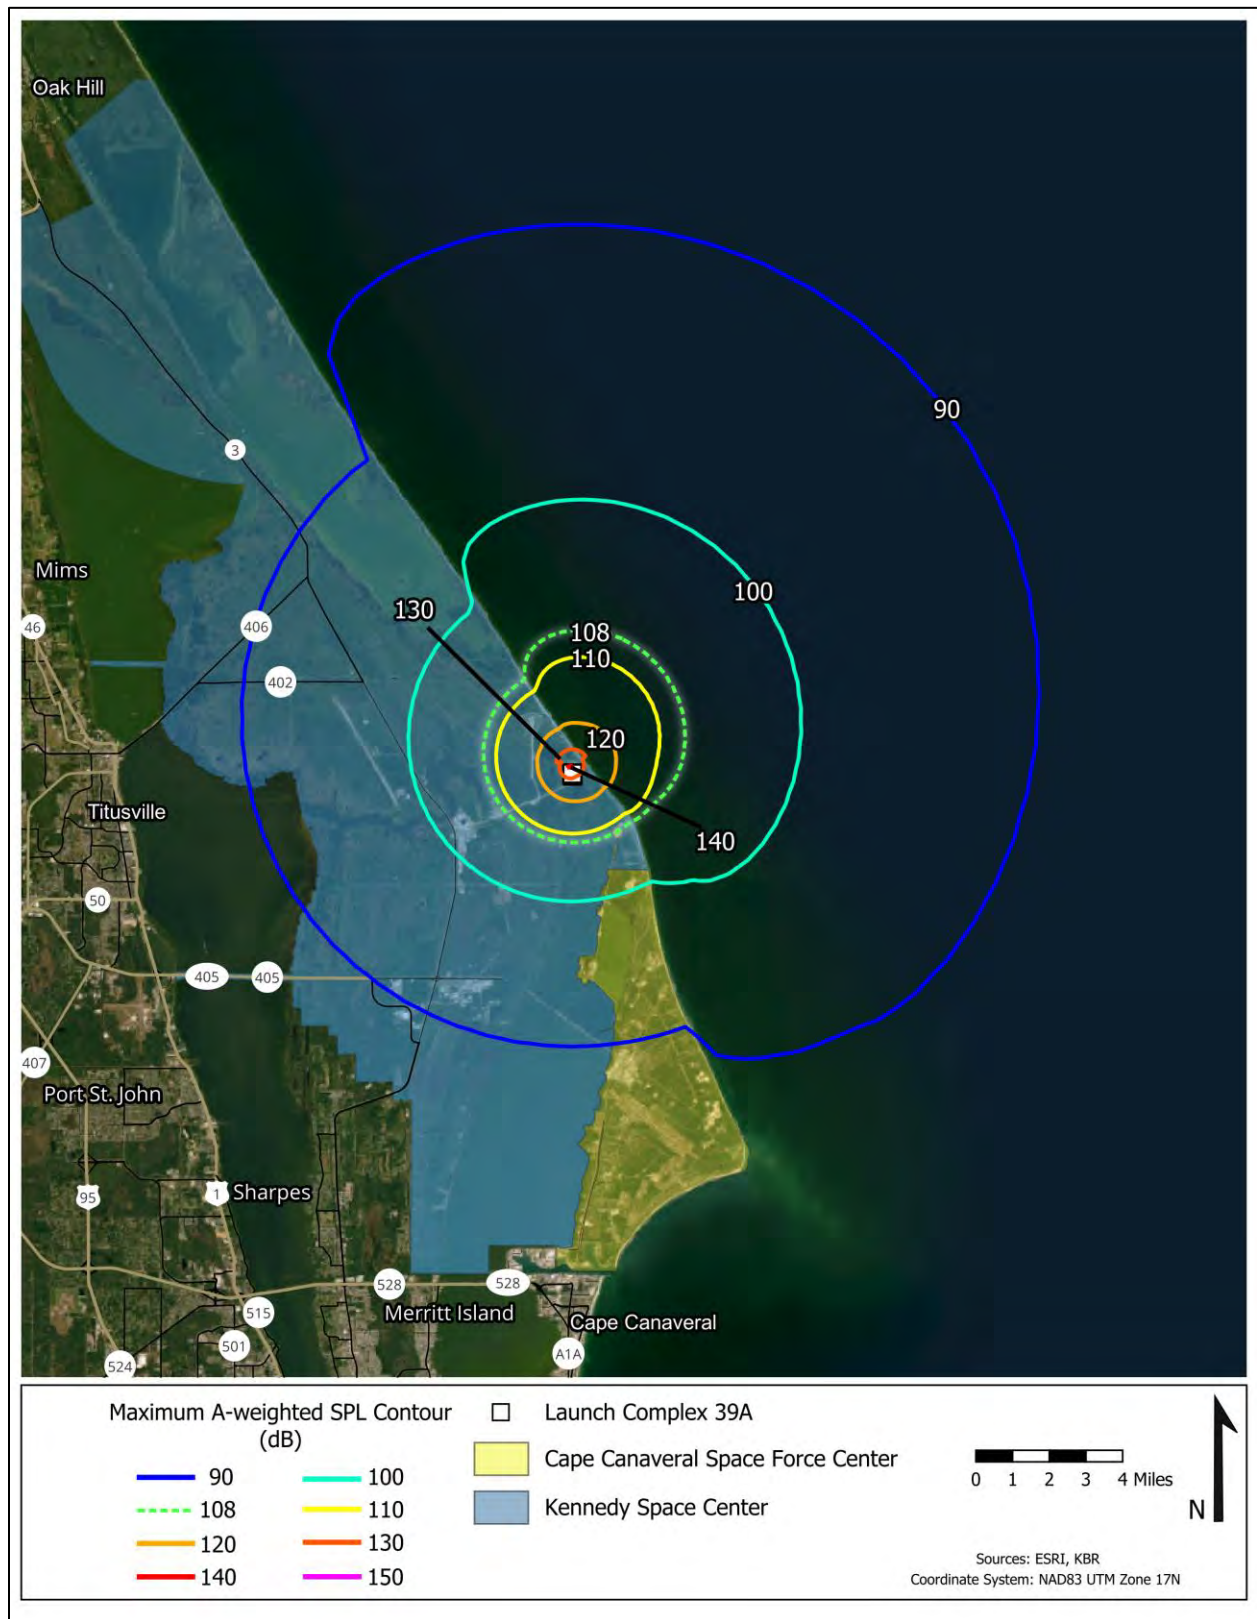 Oak Hill
90
3
100
Mims
130
46
406
108
110
402
120
Titusville
140
50
405
405
407
Port St. John
95
1
Sharpes
528
528
515
Merritt Island
Cape Canaveral
501
A1A
524
Maximum A-weighted SPL Contour
(dB)
90
100
108
110
120
130
140
150
Launch Complex 39A
Cape Canaveral Space Force Center
Kennedy Space Center
0 1 2 3 4 Miles
N
Sources: ESRI, KBR
Coordinate System: NAD83 UTM Zone 17N